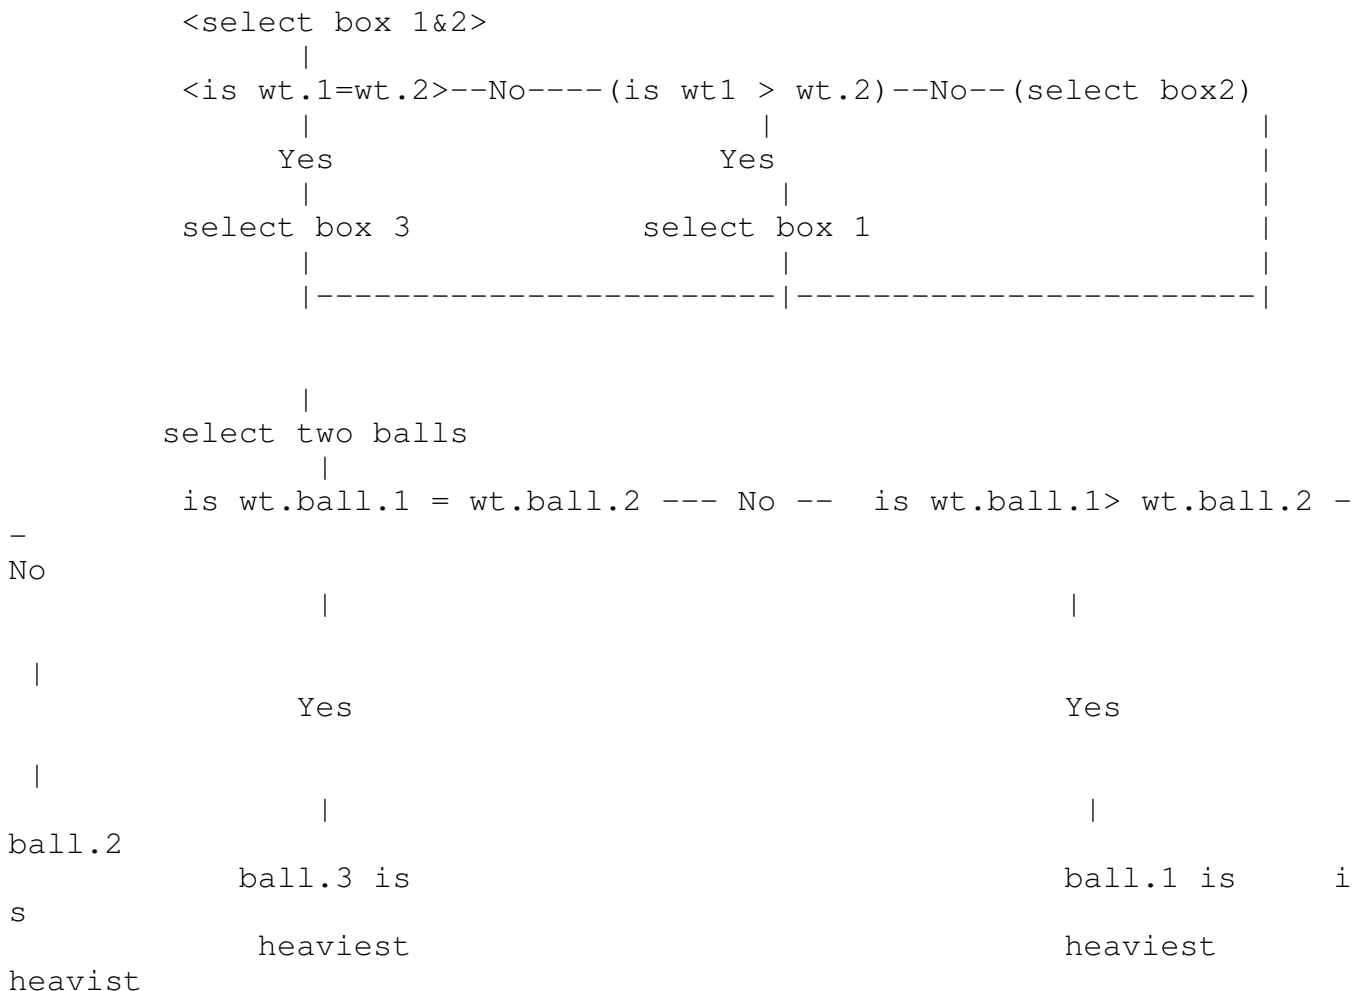 <select box 1&2>
|
<is wt.1=wt.2>--No----(is wt1 > wt.2)--No--(select box2)
| | |
Yes Yes |
| | |
select box 3 select box 1 |
| | |
|------------------------|------------------------|
|
select two balls
|
is wt.ball.1 = wt.ball.2 --- No -- is wt.ball.1> wt.ball.2 -
-
No
| |
|
Yes Yes
|
| |
ball.2
ball.3 is ball.1 is i
s
heaviest heaviest
heavist